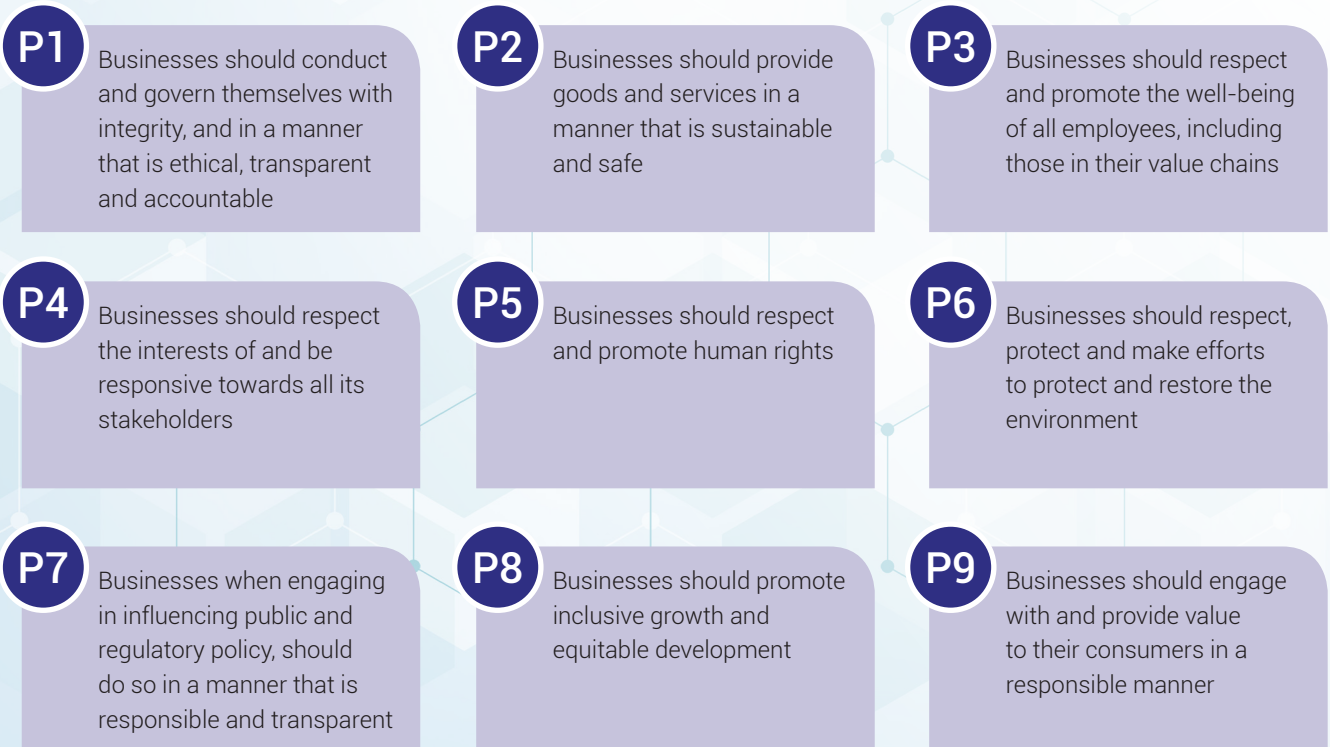 P1
Businesses should conduct
and govern themselves with
integrity, and in a manner
that is ethical, transparent
and accountable
P2
Businesses should provide
goods and services in a
manner that is sustainable
and safe
P3
Businesses should respect
and promote the well-being
of all employees, including
those in their value chains
P4
Businesses should respect
the interests of and be
responsive towards all its
stakeholders
P5
Businesses should respect
and promote human rights
P6
Businesses should respect,
protect and make efforts
to protect and restore the
environment
P7
Businesses when engaging
in influencing public and
regulatory policy, should
do so in a manner that is
responsible and transparent
P8
Businesses should promote
inclusive growth and
equitable development
P9
Businesses should engage
with and provide value
to their consumers in a
responsible manner